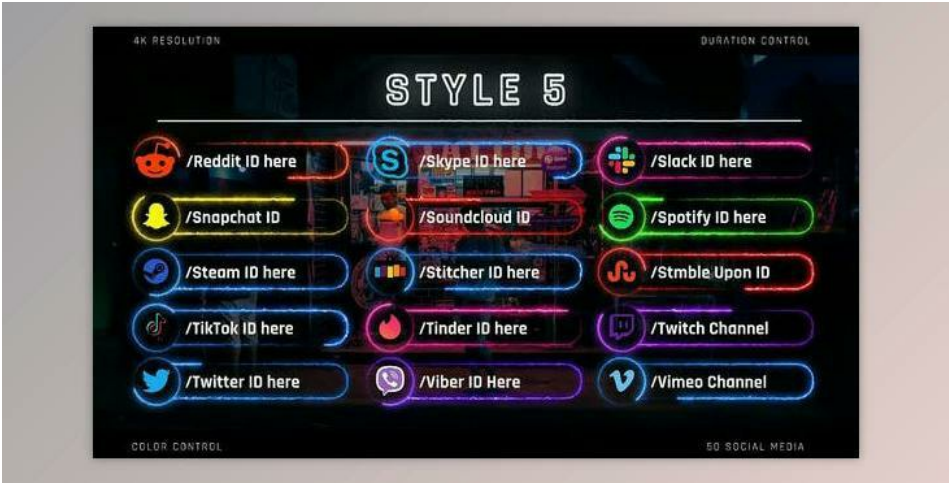 4K RESOLUTION
DURATION CONTROL
STYLE 5
/Reddit ID here
/Skype ID here
/Slack ID here
/Snapchat ID
/Soundcloud ID
/Spotify ID here
/Steam ID here
/Stitcher ID here
/Stmble Upon ID
/TikTok ID here
/Tinder ID here
/Twitch Channel
/Twitter ID here
/Viber ID Here
/Vimeo Channel
COLOR CONTROL
50 SOCIAL MEDIA